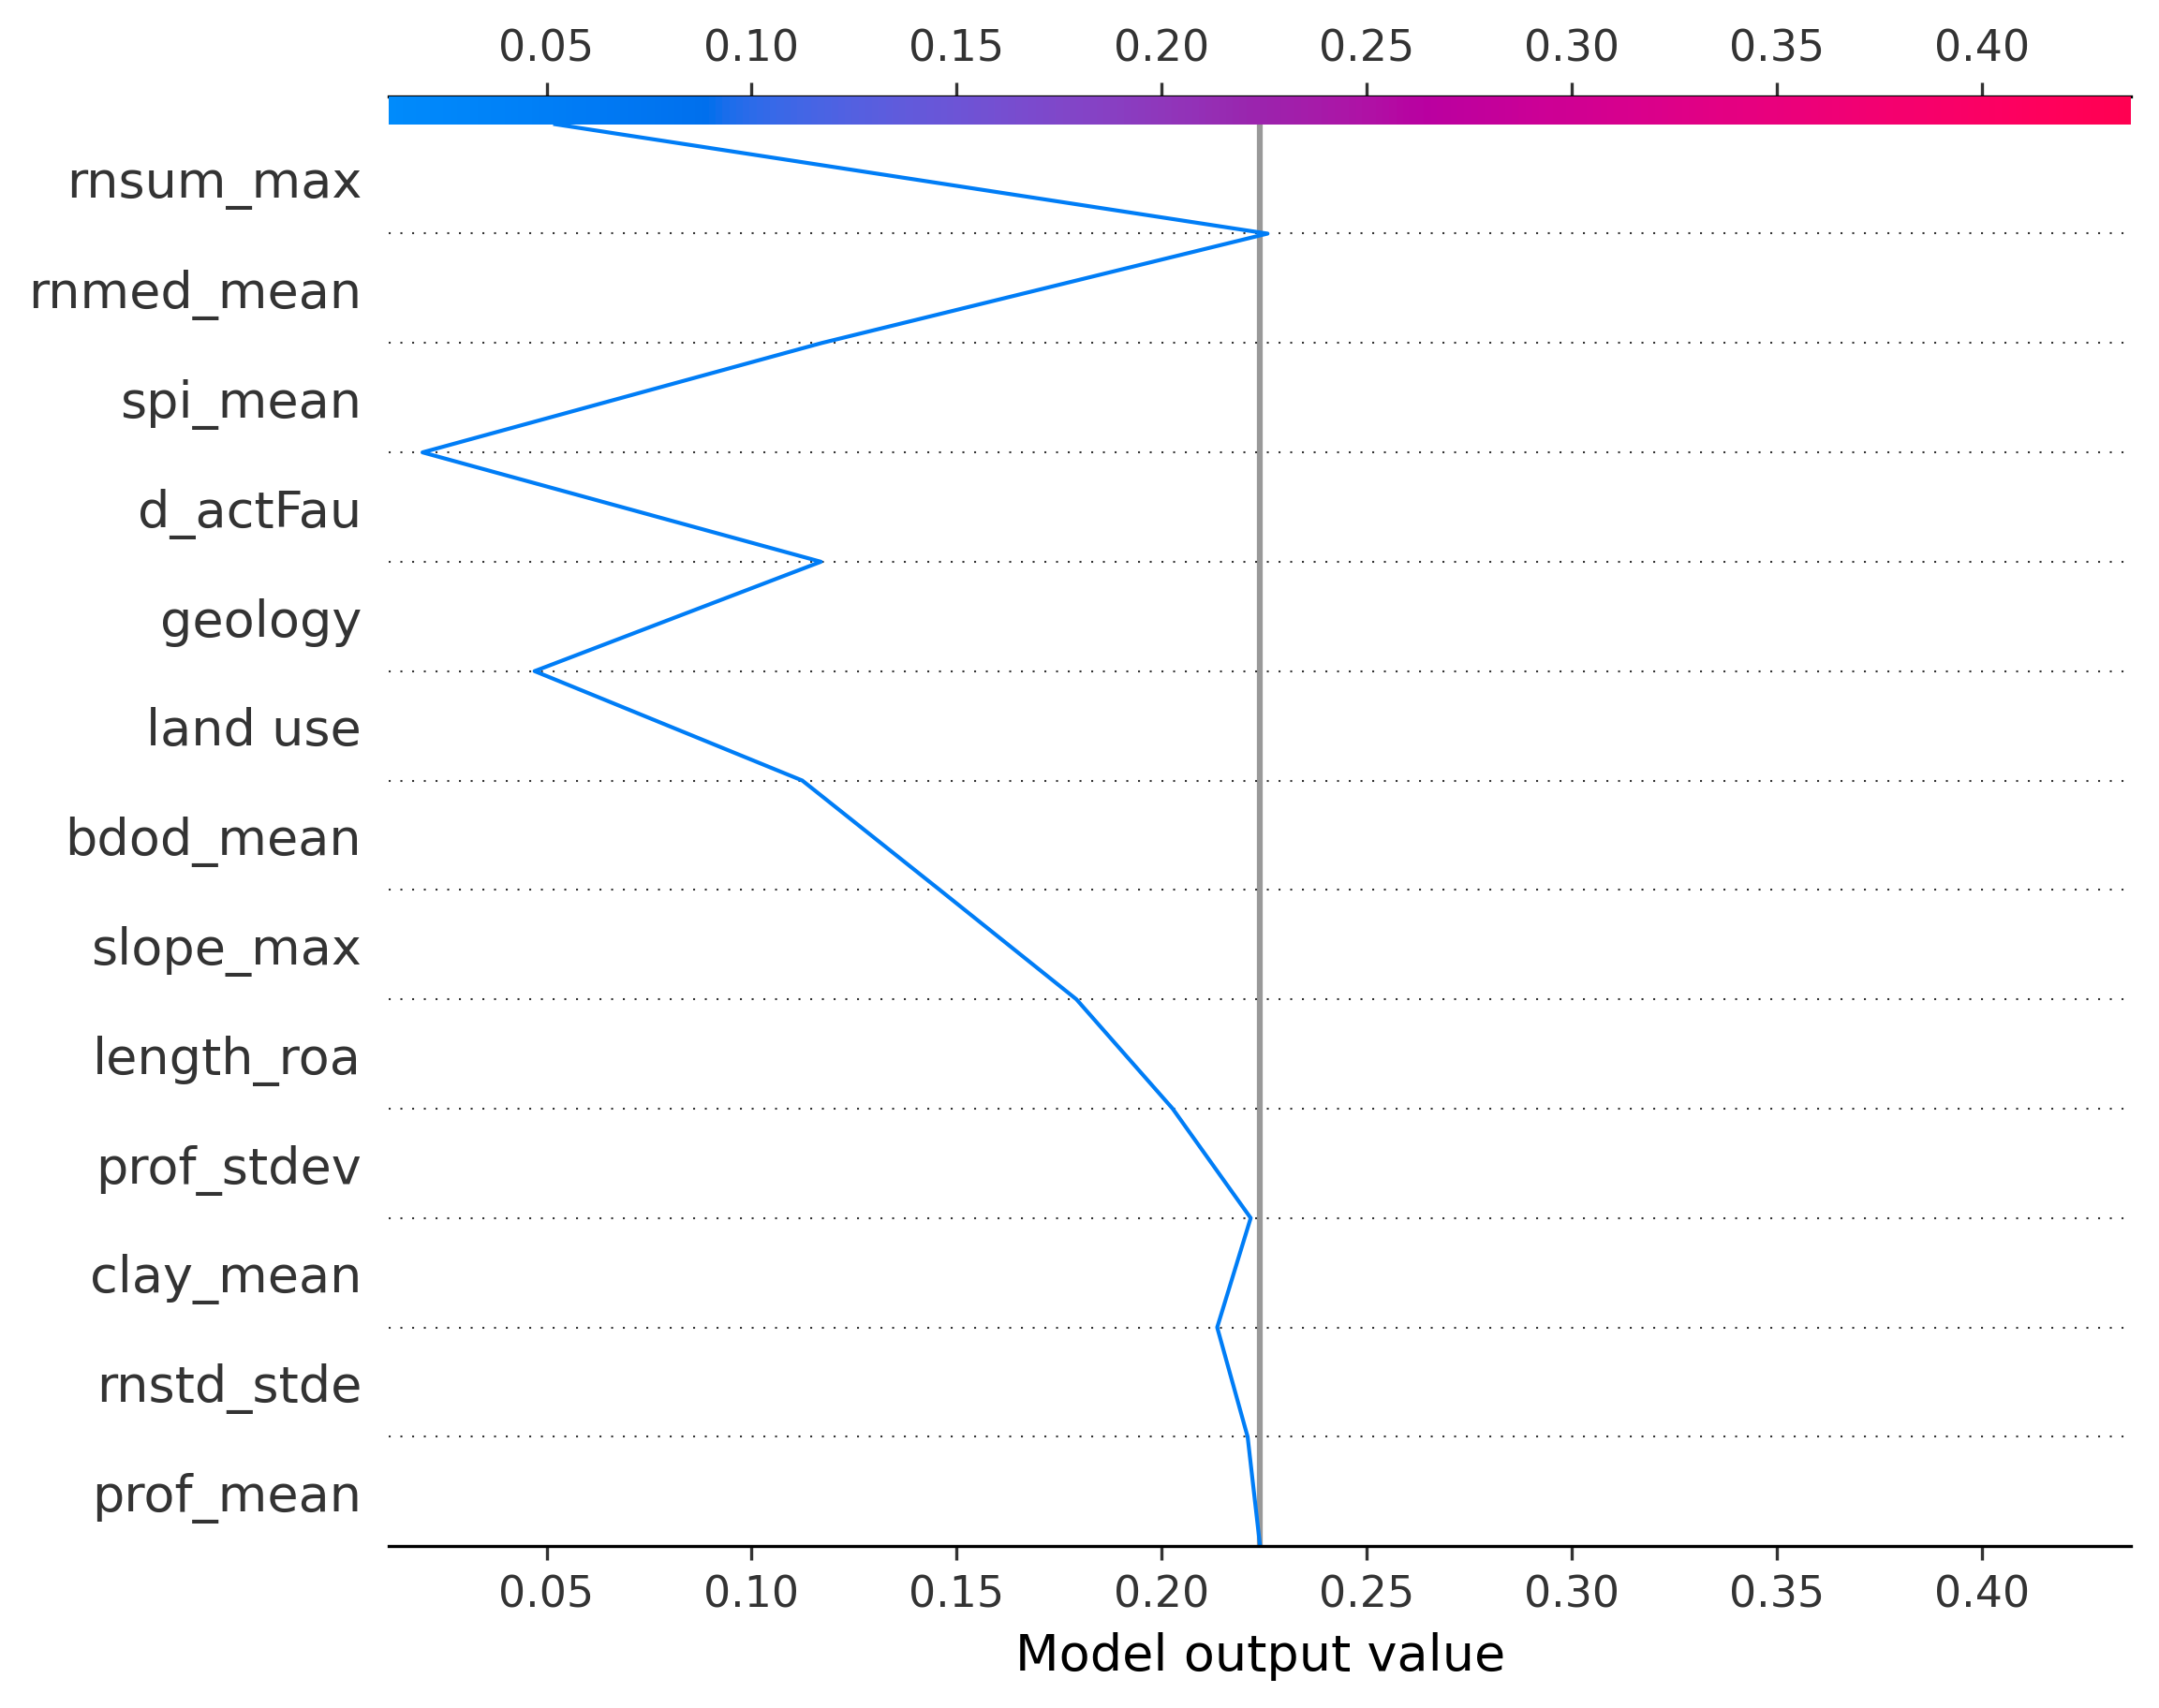 0.05 0.10 0.15 0.20 0.25 0.30 0.35 0.40
rnsum_max
rnmed_mean
spi_mean
d_actFau
geology
land use
bdod_mean
slope_max
length_roa
prof_stdev
clay_mean
rnstd_stde
prof_mean
0.05 0.10 0.15 0.20 0.25 0.30 0.35 0.40
Model output value